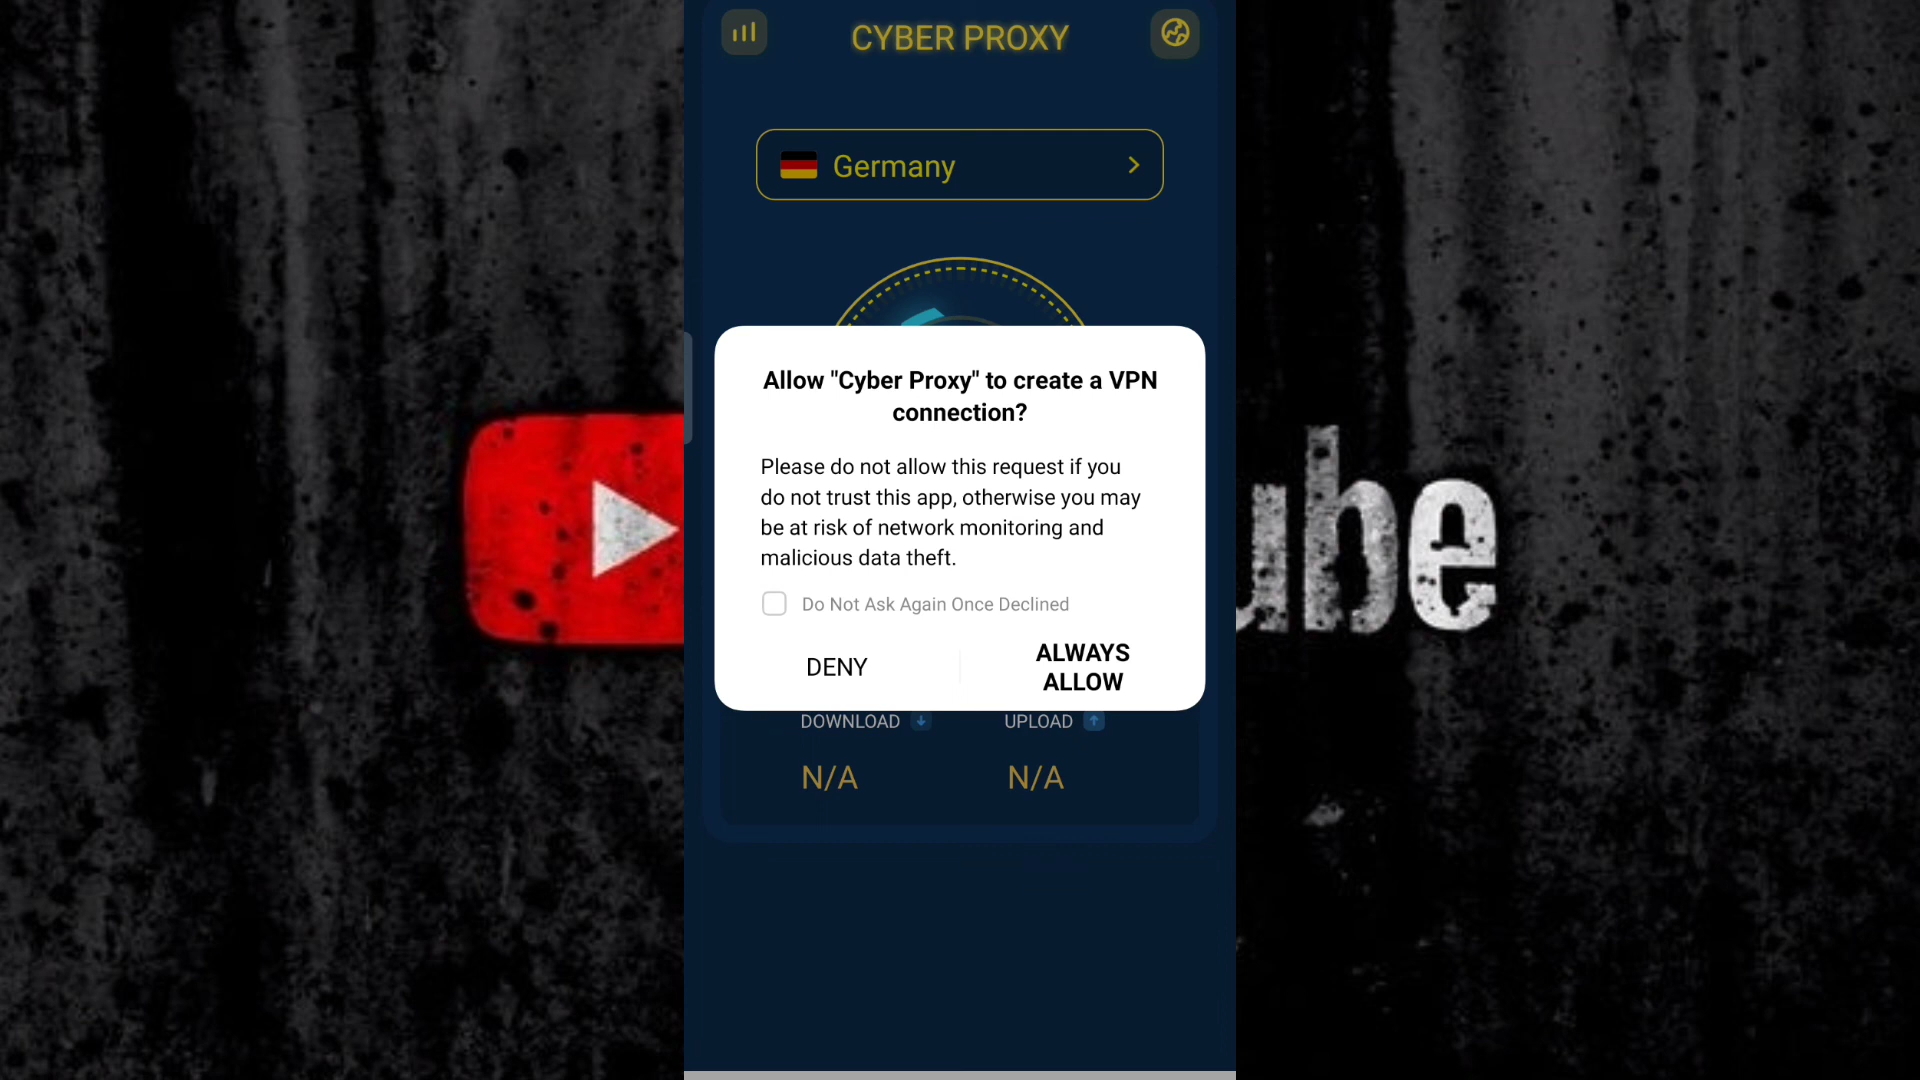 CYBER PROXY
Germany
Allow "Cyber Proxy" to create a VPN
connection?
Please do not allow this request if you
do not trust this app, otherwise you may
be at risk of network monitoring and
malicious data theft.
Do Not Ask Again Once Declined
DENY
ALWAYS
ALLOW
ube
DOWNLOAD
UPLOAD
N/A
N/A